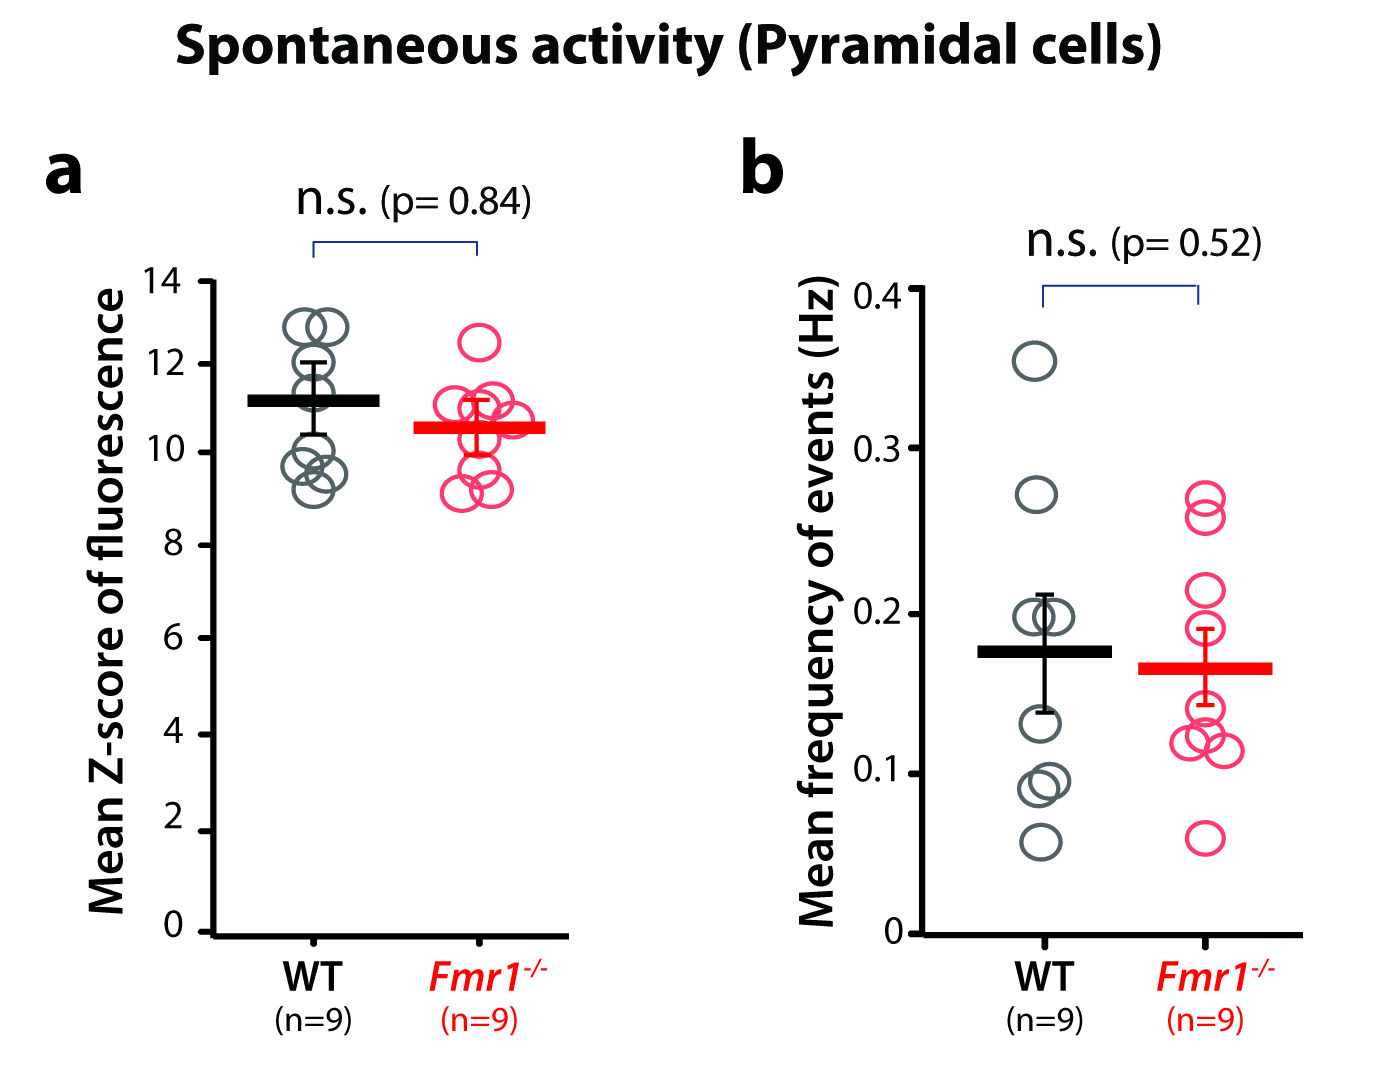 Spontaneous activity (Pyramidal cells)
a
n.s. (p= 0.84)
Mean Z-score of fluorescence
14
12
10
8
6
4
2
0
WT
(n=9)
Fmr1-/-
(n=9)
b
n.s. (p= 0.52)
Mean frequency of events (Hz)
0.4
0.3
0.2
0.1
0
WT
(n=9)
Fmr1-/-
(n=9)